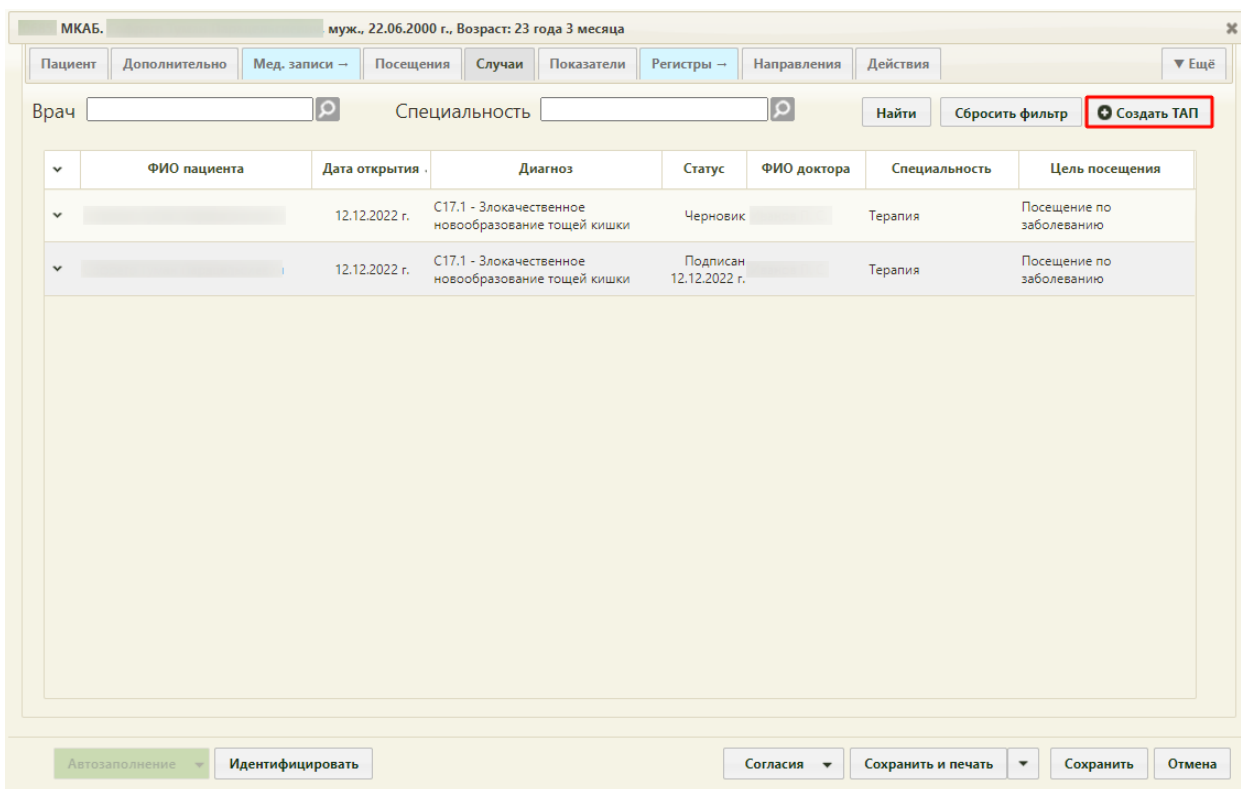 МКАБ. муж., 22.06.2000 г., Возраст: 23 года 3 месяца
Пациент Дополнительно Мед. записи → Посещения Случаи Показатели Регистры → Направления Действия ▼ Ещё
Врач Специальность Найти Сбросить фильтр Создать ТАП
ФИО пациента Дата открытия Диагноз Статус ФИО доктора Специальность Цель посещения
12.12.2022 г. C17.1 - Злокачественное новообразование тощей кишки Черновик Терапия Посещение по заболеванию
12.12.2022 г. C17.1 - Злокачественное новообразование тощей кишки Подписан 12.12.2022 г. Терапия Посещение по заболеванию
Автозаполнение Идентифицировать Согласия Сохранить и печать Сохранить Отмена